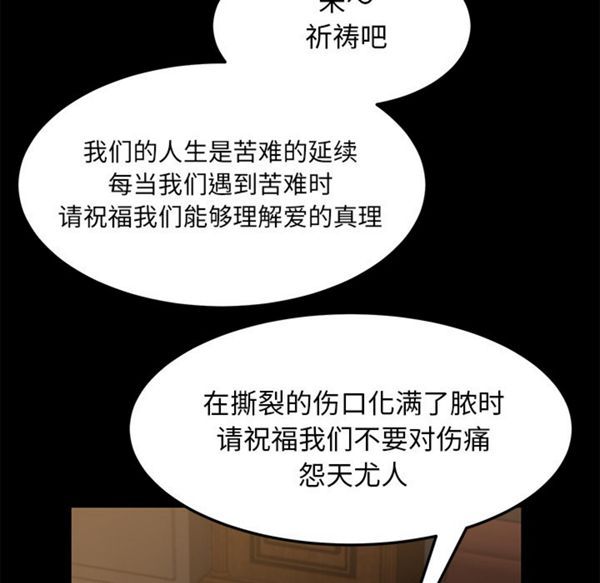 来～
祈祷吧
我们的人生是苦难的延续
每当我们遇到苦难时
请祝福我们能够理解爱的真理
在撕裂的伤口化满了脓时
请祝福我们不要对伤痛
怨天尤人